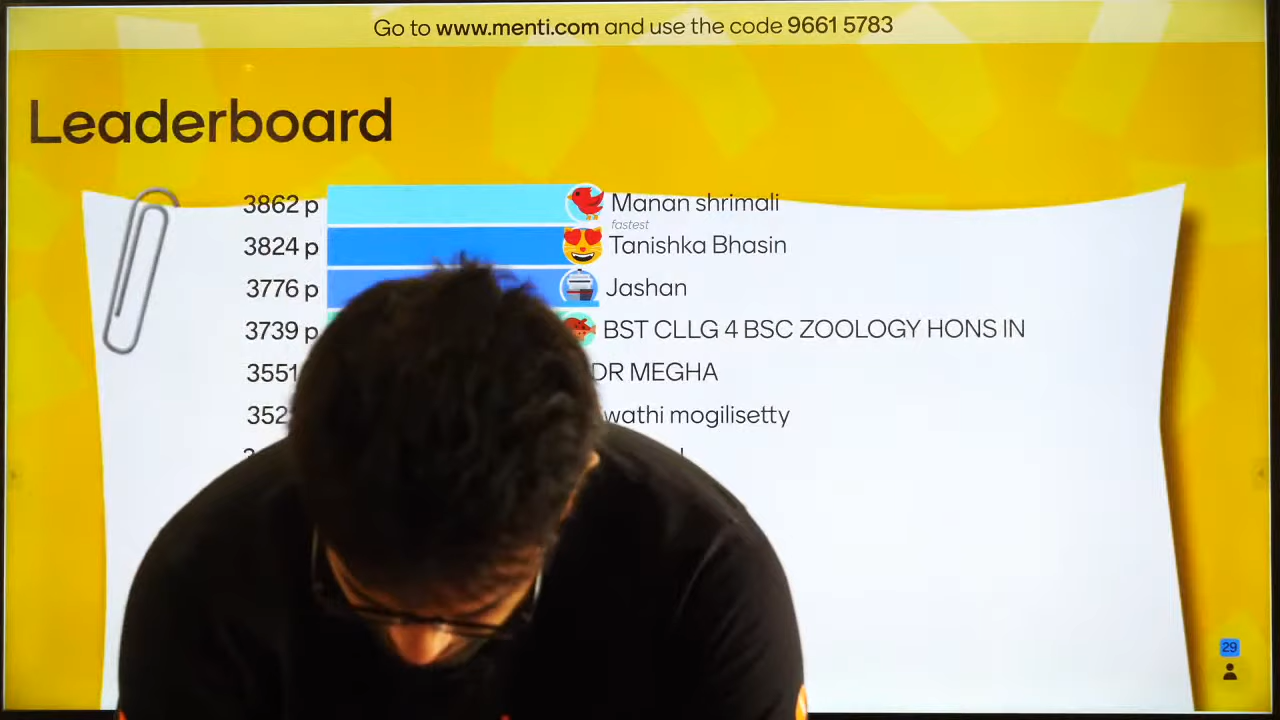 Go to www.menti.com and use the code 9661 5783
Leaderboard
3862 p Manan shrimali
fastest
3824 p Tanishka Bhasin
3776 p Jashan
3739 p BST CLLG 4 BSC ZOOLOGY HONS IN
3551 DR MEGHA
352 wathi mogilisetty
29